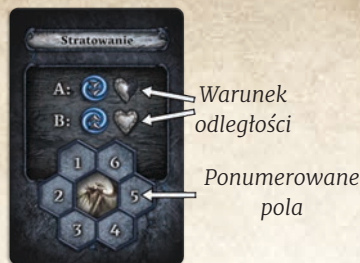 Stratowanie
A:
B:
Warunek
odległości
1 6
2 5
3 4
Ponumerowane
pola